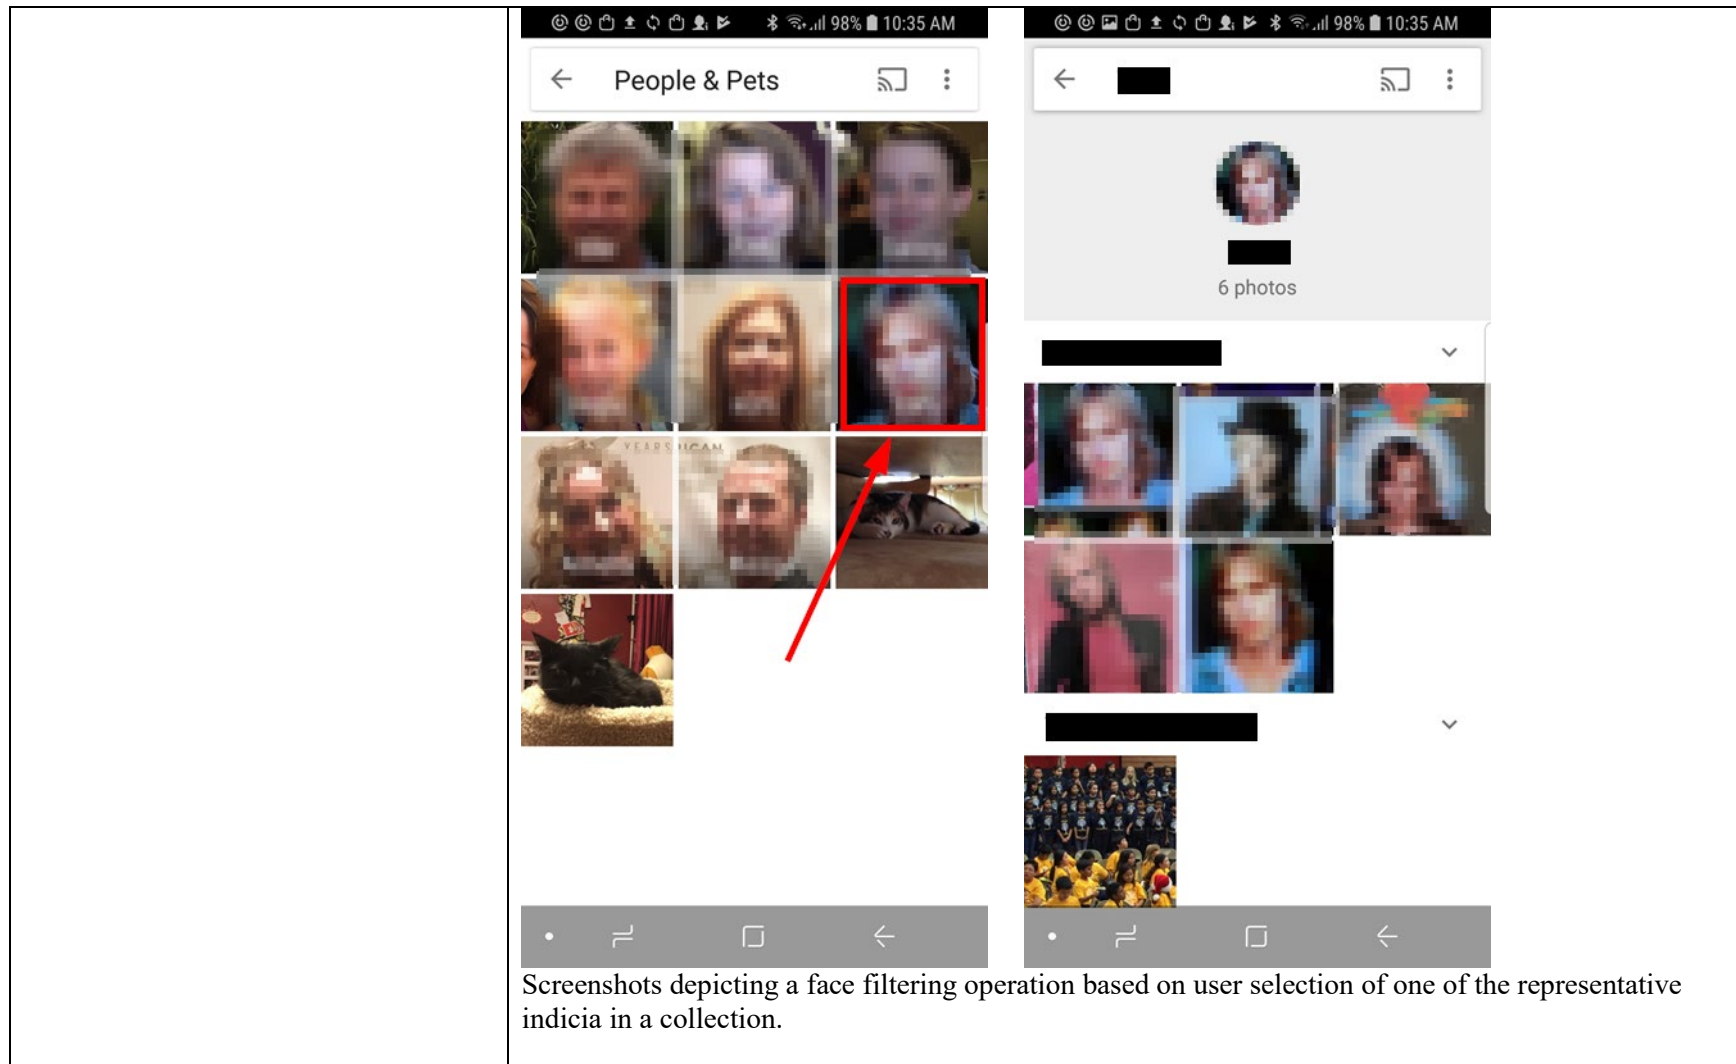 98% 10:35 AM
People & Pets
YEARS
98% 10:35 AM
6 photos
Screenshots depicting a face filtering operation based on user selection of one of the representative
indicia in a collection.